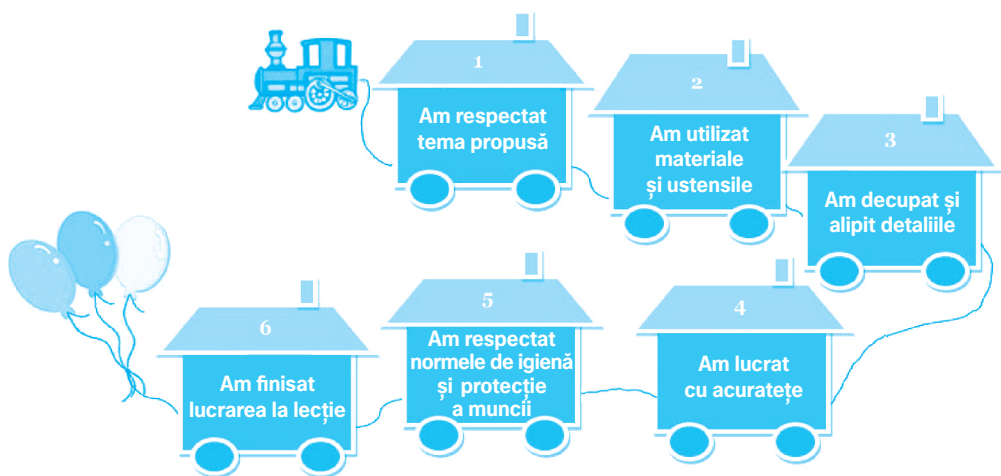 1
Am respectat
tema propusă
2
Am utilizat
materiale
și ustensile
3
Am decupat și
alipit detaliile
4
Am lucrat
cu acuratețe
5
Am respectat
normele de igienă
și protecție
a muncii
6
Am finisat
lucrarea la lecție